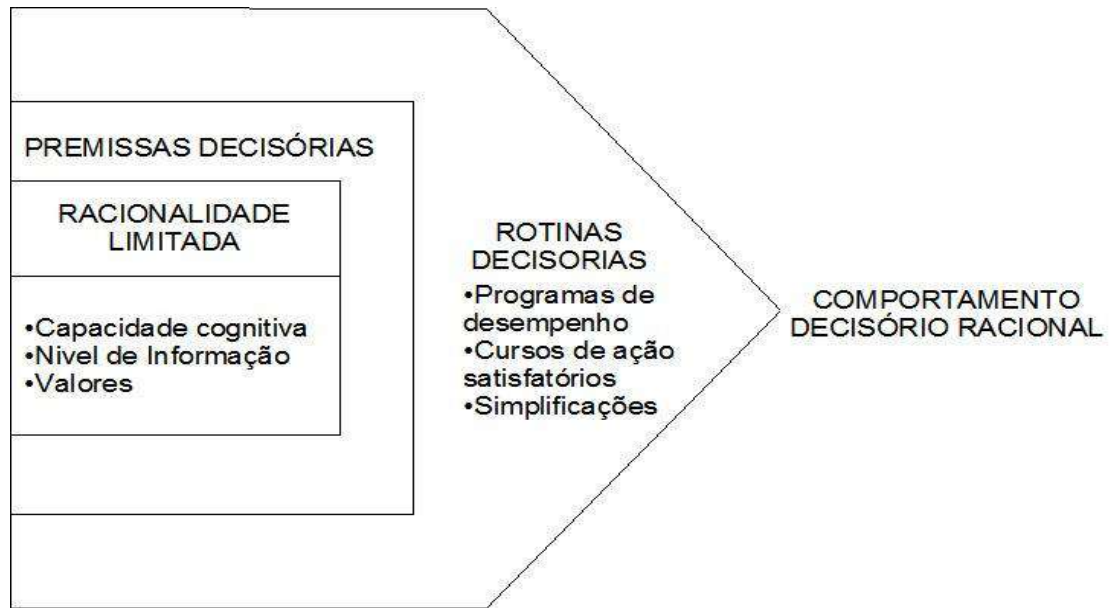 PREMISSAS DECISÓRIAS
RACIONALIDADE
LIMITADA
•Capacidade cognitiva
•Nivel de Informação
•Valores
ROTINAS
DECISORIAS
•Programas de
desempenho
•Cursos de ação
satisfatórios
•Simplificações
COMPORTAMENTO
DECISÓRIO RACIONAL